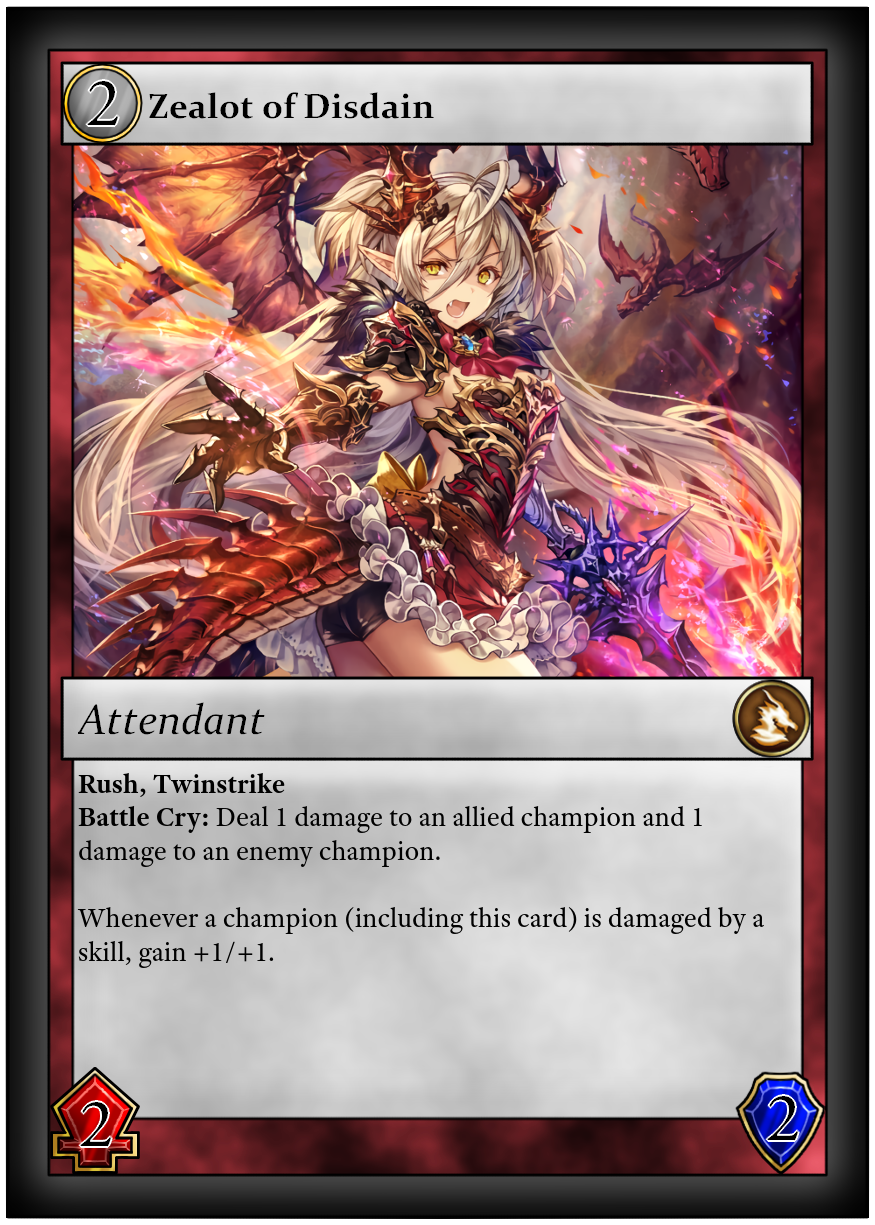 2 Zealot of Disdain
Attendant
Rush, Twinstrike
Battle Cry: Deal 1 damage to an allied champion and 1
damage to an enemy champion.
Whenever a champion (including this card) is damaged by a
skill, gain +1/+1.
2 2